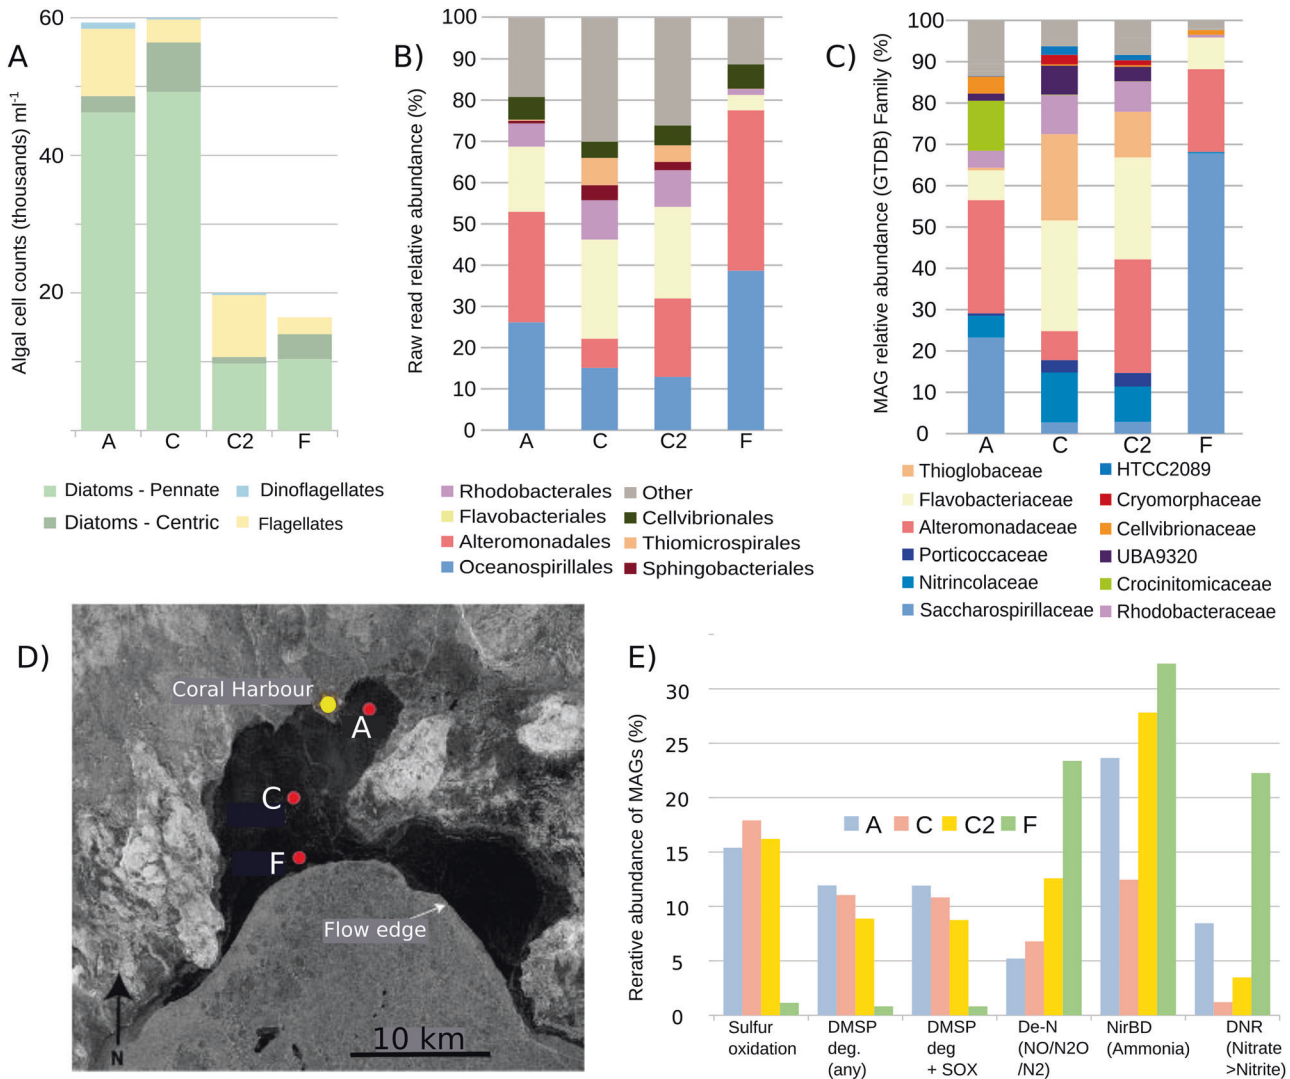 A
Algal cell counts (thousands) ml-1
60
40
20
A C C2 F
Diatoms - Pennate
Dinoflagellates
Diatoms - Centric
Flagellates
B)
Raw read relative abundance (%)
100
90
80
70
60
50
40
30
20
10
0
A C C2 F
Rhodobacterales
Other
Flavobacteriales
Cellvibrionales
Alteromonadales
Thiomicrospirales
Oceanospirillales
Sphingobacteriales
C)
MAG relative abundance (GTDB) Family (%)
100
90
80
70
60
50
40
30
20
10
0
A C C2 F
Thioglobaceae
HTCC2089
Flavobacteriaceae
Cryomorphaceae
Alteromonadaceae
Cellvibrionaceae
Porticoccaceae
UBA9320
Nitrincolaceae
Crocinitomicaceae
Saccharospirillaceae
Rhodobacteraceae
D)
Coral Harbour
A
C
F
Flow edge
10 km
N
E)
Rerative abundance of MAGs (%)
30
25
20
15
10
5
0
A C C2 F
Sulfur
oxidation
DMSP
deg.
(any)
DMSP
deg
+ SOX
De-N
(NO/N2O
/N2)
NirBD
(Ammonia)
DNR
(Nitrate
>Nitrite)